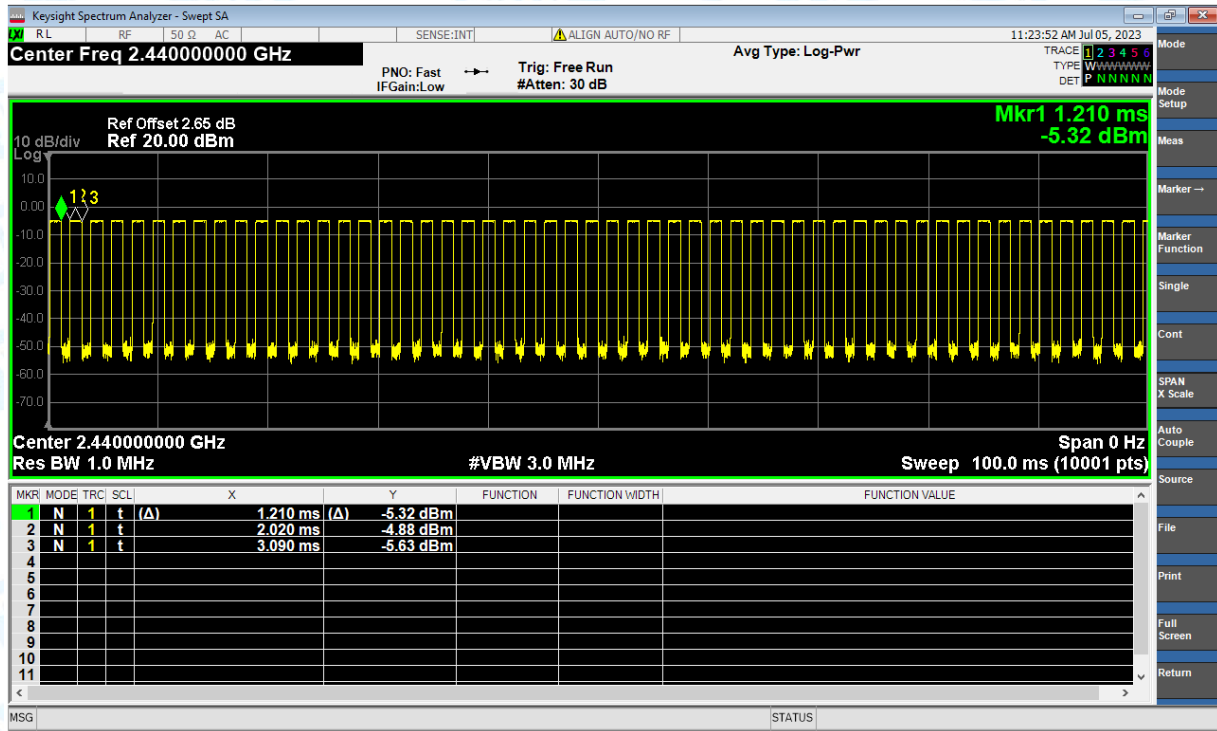 Keysight Spectrum Analyzer - Swept SA
LXI RL RF 50 Ω AC SENSE:INT ALIGN AUTO/NO RF 11:23:52 AM Jul 05, 2023
Center Freq 2.440000000 GHz
PNO: Fast
IFGain:Low
Trig: Free Run
#Atten: 30 dB
Avg Type: Log-Pwr
TRACE 1 2 3 4 5 6
TYPE WWWWWW
DET P N N N N N
Ref Offset 2.65 dB
10 dB/div Ref 20.00 dBm
Log
Mkr1 1.210 ms
-5.32 dBm
10.0
0.00
-10.0
-20.0
-30.0
-40.0
-50.0
-60.0
-70.0
1 2 3
Center 2.440000000 GHz Span 0 Hz
Res BW 1.0 MHz #VBW 3.0 MHz Sweep 100.0 ms (10001 pts)
MKR MODE TRC SCL X Y FUNCTION FUNCTION WIDTH FUNCTION VALUE
1 N 1 t (Δ) 1.210 ms (Δ) -5.32 dBm
2 N 1 t 2.020 ms -4.88 dBm
3 N 1 t 3.090 ms -5.63 dBm
4
5
6
7
8
9
10
11
MSG STATUS
Mode
Mode
Setup
Meas
Marker →
Marker
Function
Single
Cont
SPAN
X Scale
Auto
Couple
Source
File
Print
Full
Screen
Return